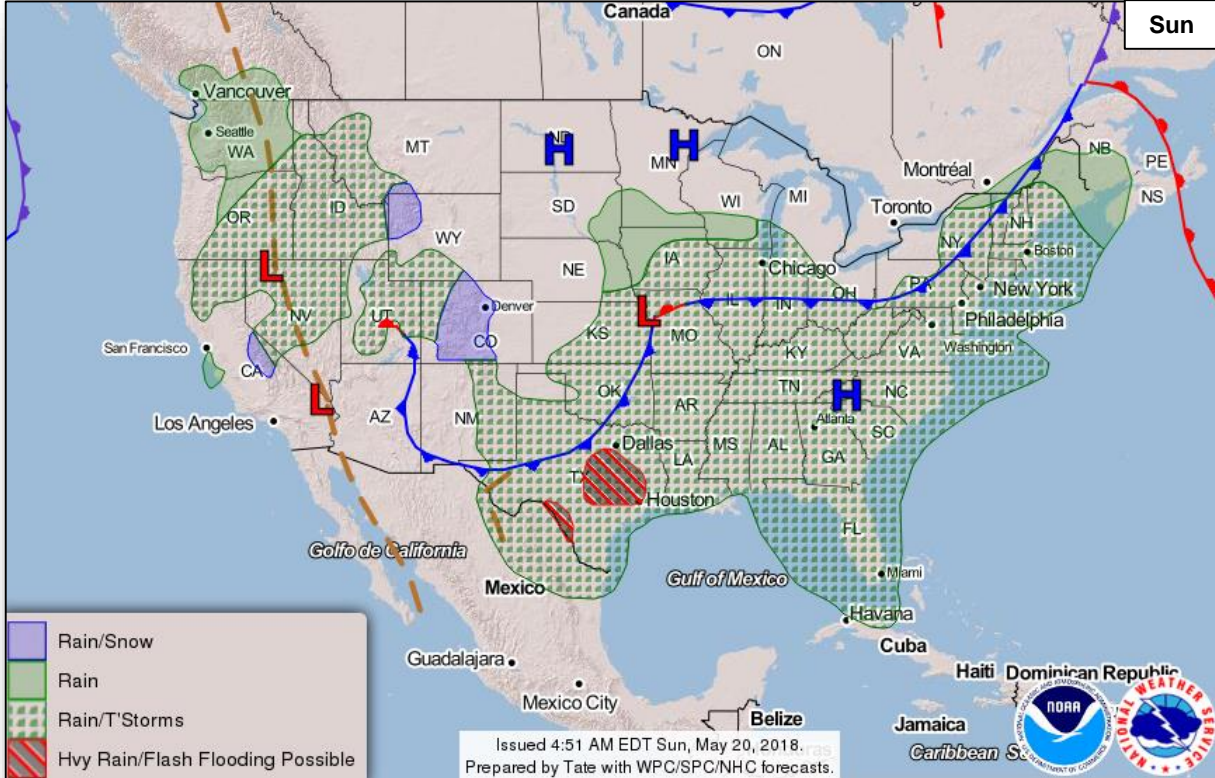 Sun
Canada
ON
Vancouver
Seattle
WA
MT
ND
H
MN
H
Montréal
NB
PE
NS
OR
ID
SD
WI
MI
Toronto
NY
NH
Boston
WY
L
NE
IA
Chicago
PA
New York
OH
Denver
IL
IN
NV
UT
L
Philadelphia
San Francisco
CO
KS
MO
VA
Washington
CA
KY
L
OK
TN
H
NC
AZ
NM
AR
Atlanta
SC
Los Angeles
Dallas
MS
AL
GA
LA
TX
Houston
FL
Golfo de California
Gulf of Mexico
Miami
Mexico
Havana
Cuba
Rain/Snow
Guadalajara
Haiti
Dominican Republic
Rain
Mexico City
Rain/T'Storms
Belize
Jamaica
Hvy Rain/Flash Flooding Possible
Caribbean
Issued 4:51 AM EDT Sun, May 20, 2018.
Prepared by Tate with WPC/SPC/NHC forecasts.
NOAA
NATIONAL WEATHER SERVICE